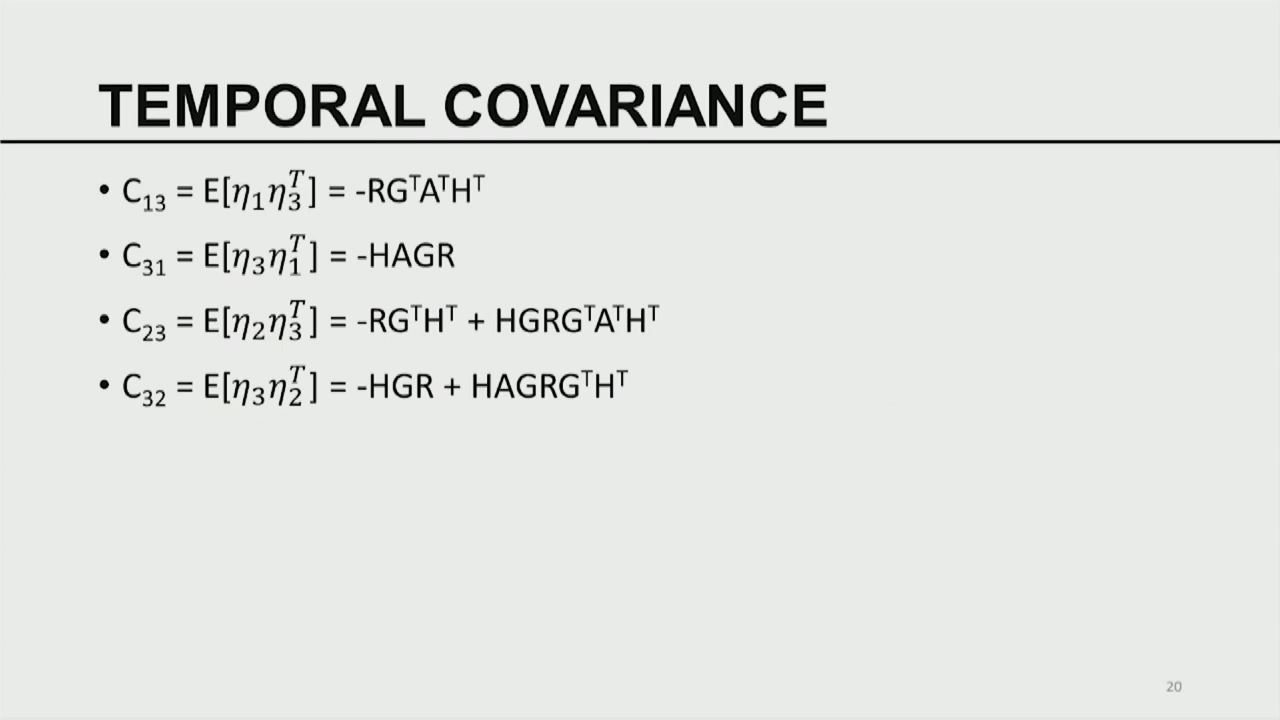 TEMPORAL COVARIANCE
• C₁₃ = E[η₁η₃ᵀ] = -RGᵀAᵀHᵀ
• C₃₁ = E[η₃η₁ᵀ] = -HAGR
• C₂₃ = E[η₂η₃ᵀ] = -RGᵀHᵀ + HGRGᵀAᵀHᵀ
• C₃₂ = E[η₃η₂ᵀ] = -HGR + HAGRGᵀHᵀ
20